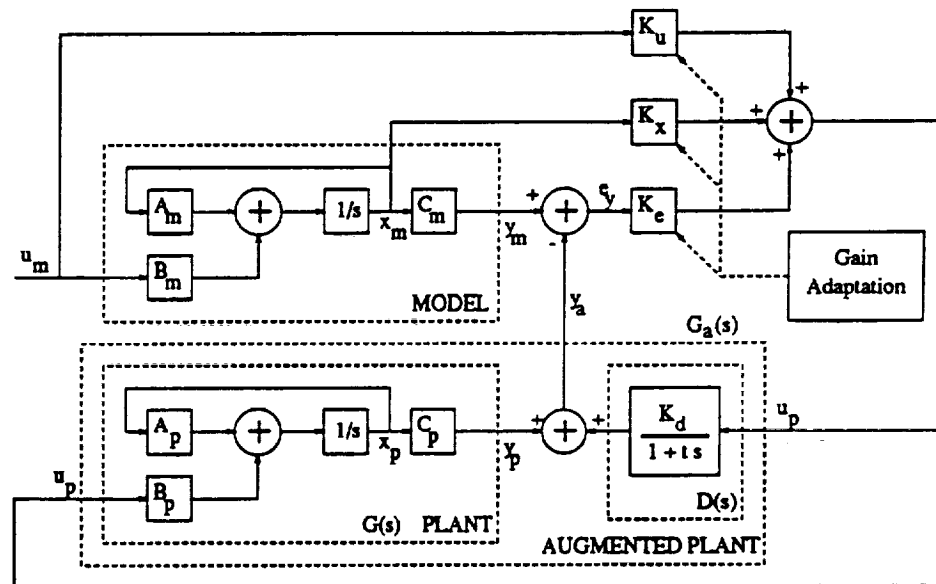 K_u
+
+
K_x
+
+
A_m
+
1/s
x_m
C_m
y_m
+
+
-
e_y
K_e
u_m
B_m
MODEL
Gain
Adaptation
y_a
G_a(s)
A_p
+
1/s
x_p
C_p
y_p
+
+
+
K_d
1 + t s
u_p
u_p
B_p
G(s) PLANT
D(s)
AUGMENTED PLANT